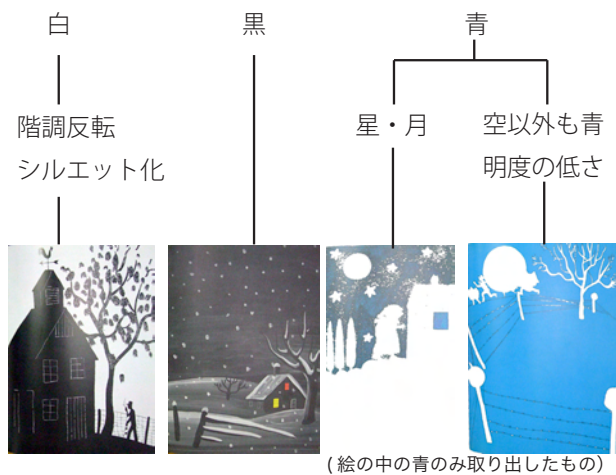 白
黒
青
階調反転
シルエット化
星・月
空以外も青
明度の低さ
(絵の中の青のみ取り出したもの)